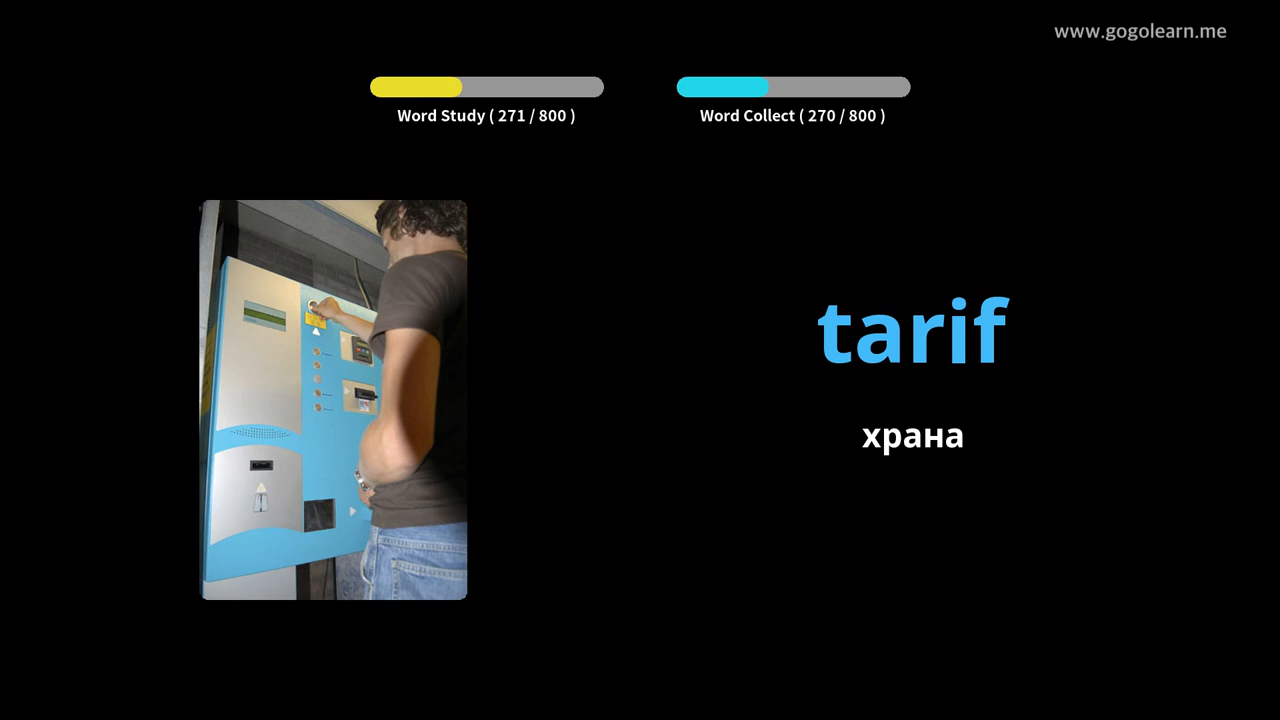 www.gogolearn.me
Word Study ( 271 / 800 )
Word Collect ( 270 / 800 )
tarif
храна